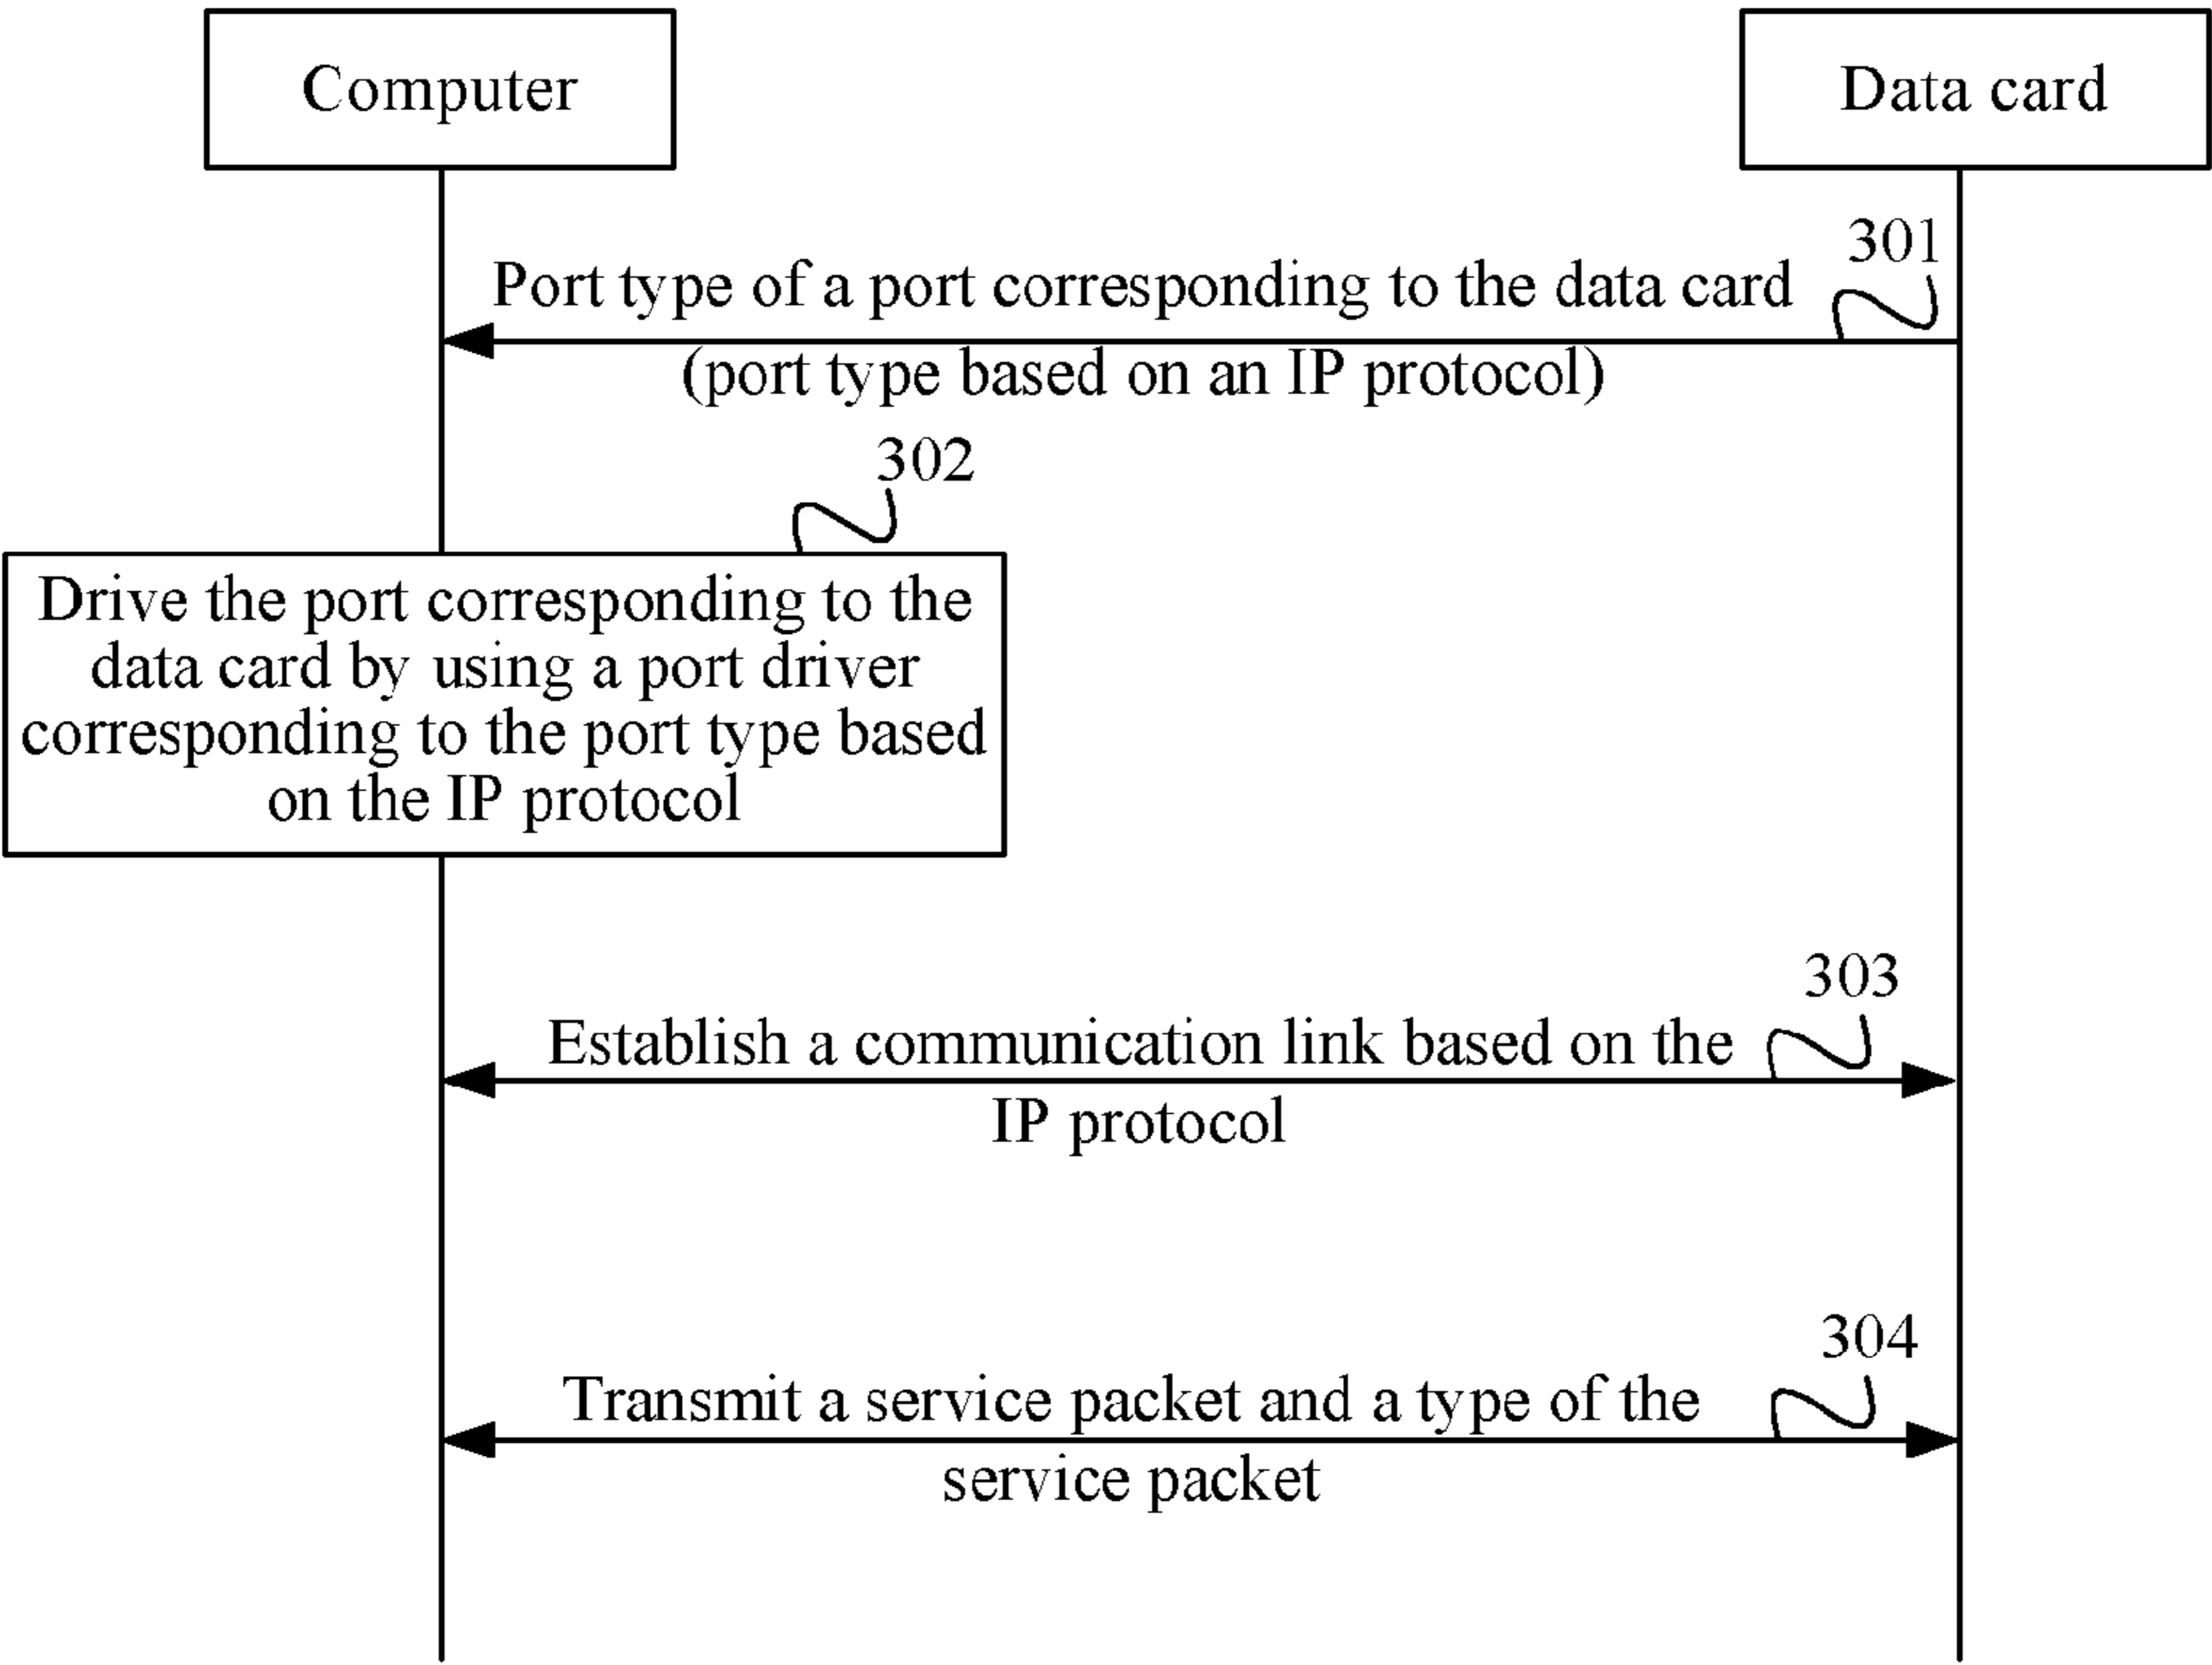 Computer
Data card
301
Port type of a port corresponding to the data card
(port type based on an IP protocol)
302
Drive the port corresponding to the
data card by using a port driver
corresponding to the port type based
on the IP protocol
303
Establish a communication link based on the
IP protocol
304
Transmit a service packet and a type of the
service packet